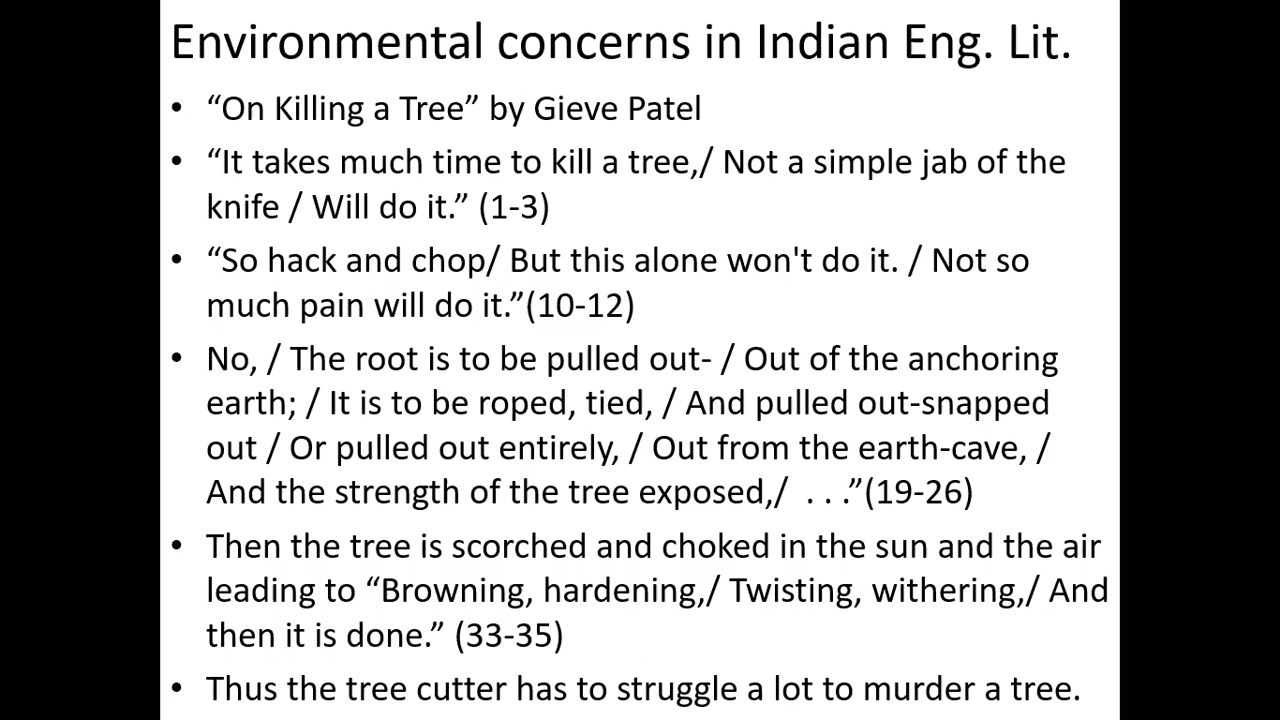 Environmental concerns in Indian Eng. Lit.
• “On Killing a Tree” by Gieve Patel
• “It takes much time to kill a tree,/ Not a simple jab of the
knife / Will do it.” (1-3)
• “So hack and chop/ But this alone won't do it. / Not so
much pain will do it.”(10-12)
• No, / The root is to be pulled out- / Out of the anchoring
earth; / It is to be roped, tied, / And pulled out-snapped
out / Or pulled out entirely, / Out from the earth-cave, /
And the strength of the tree exposed,/ . . .”(19-26)
• Then the tree is scorched and choked in the sun and the air
leading to “Browning, hardening,/ Twisting, withering,/ And
then it is done.” (33-35)
• Thus the tree cutter has to struggle a lot to murder a tree.